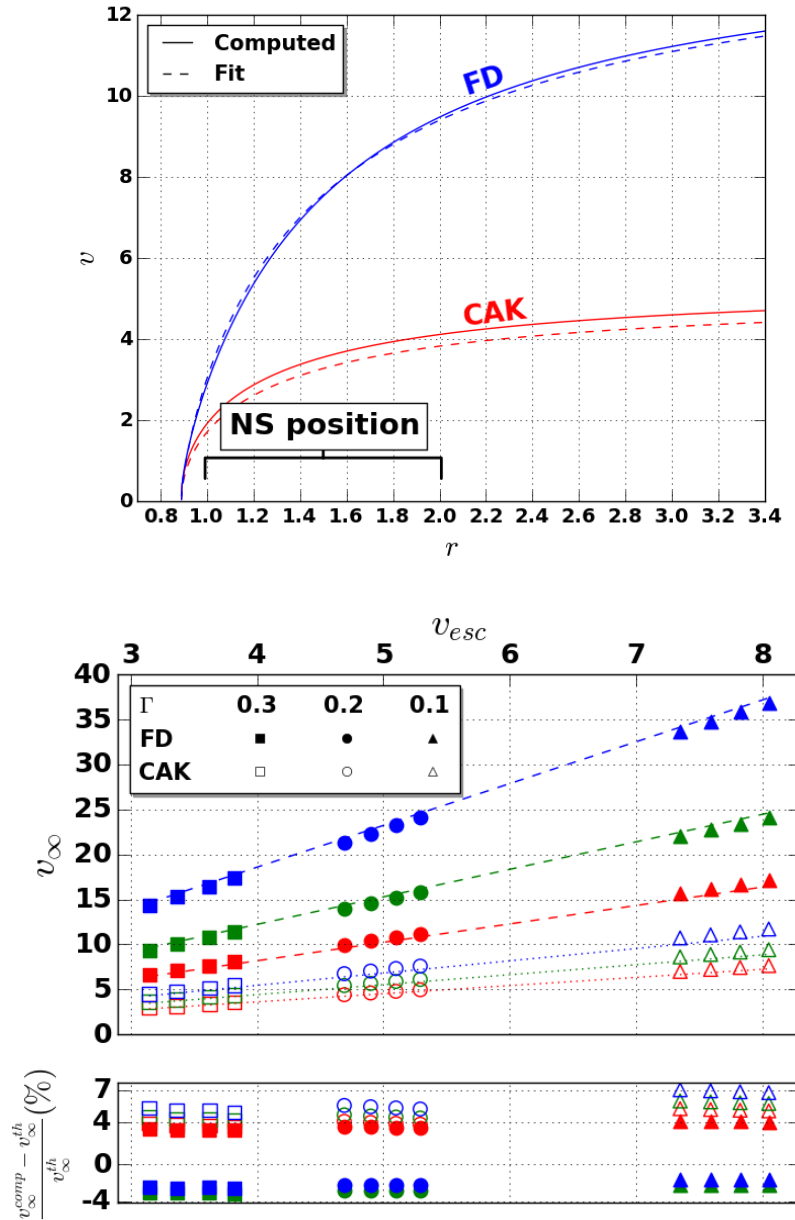 12
10
8
6
4
2
0
v
Computed
Fit
FD
CAK
NS position
0.8 1.0 1.2 1.4 1.6 1.8 2.0 2.2 2.4 2.6 2.8 3.0 3.2 3.4
r
v_{esc}
3 4 5 6 7 8
40
35
30
25
20
15
10
5
0
v_∞
Γ 0.3 0.2 0.1
FD
CAK
7
4
0
-4
\frac{v_∞^{comp} - v_∞^{th}}{v_∞^{th}}(%)